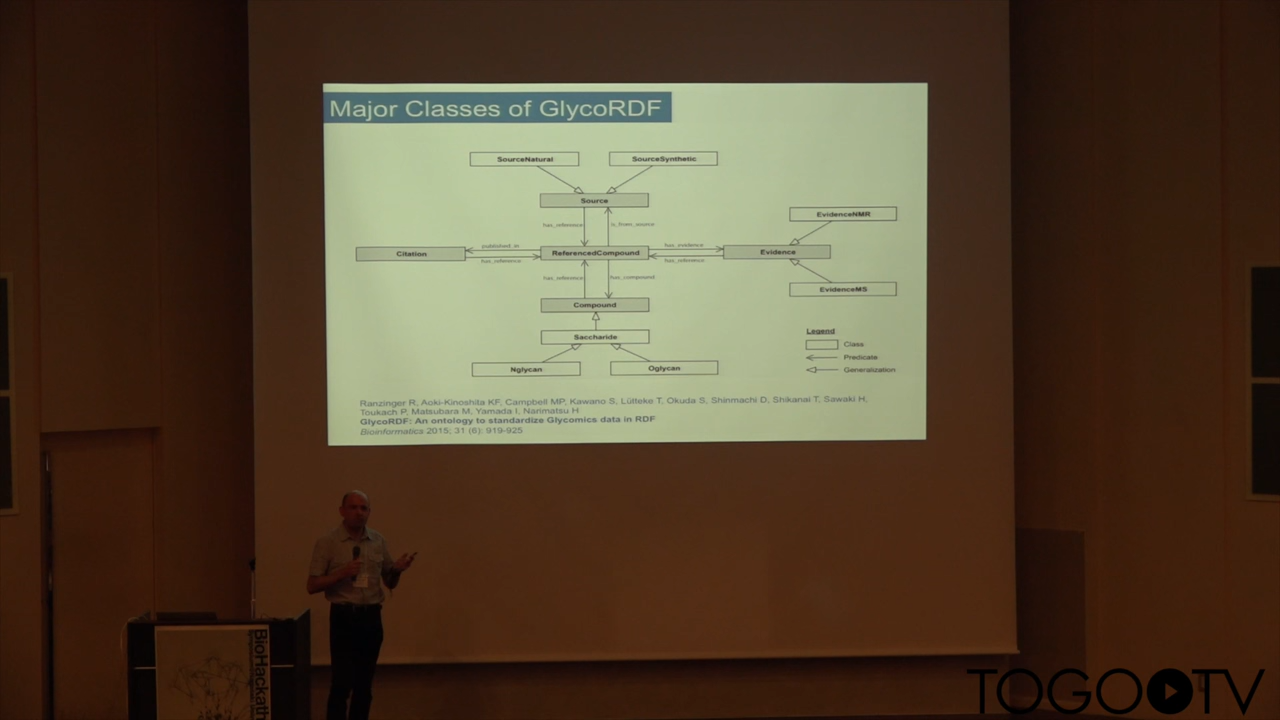 Major Classes of GlycoRDF
SourceNatural
SourceSynthetic
Source
has_reference
is_from_source
EvidenceNMR
Citation
published_in
has_reference
ReferencedCompound
has_evidence
has_reference
Evidence
has_reference
has_compound
EvidenceMS
Compound
Saccharide
Nglycan
Oglycan
Legend
Class
Predicate
Generalization
Ranzinger R, Aoki-Kinoshita KF, Campbell MP, Kawano S, Lütteke T, Okuda S, Shinmachi D, Shikanai T, Sawaki H,
Toukach P, Matsubara M, Yamada I, Narimatsu H
GlycoRDF: An ontology to standardize Glycomics data in RDF
Bioinformatics 2015; 31 (6): 919-925
BioHackath
TOGO TV